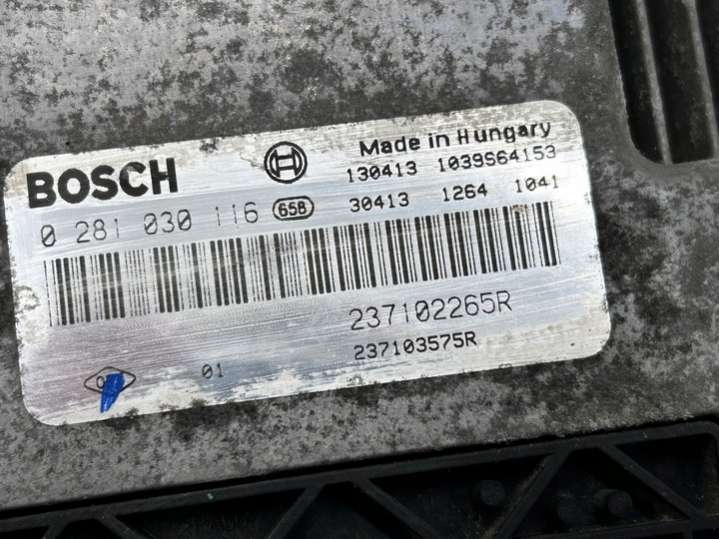 Made in Hungary
BOSCH
130413 1039S64153
0 281 030 116 658
30413 1264 1041
237102265R
237103575R
01